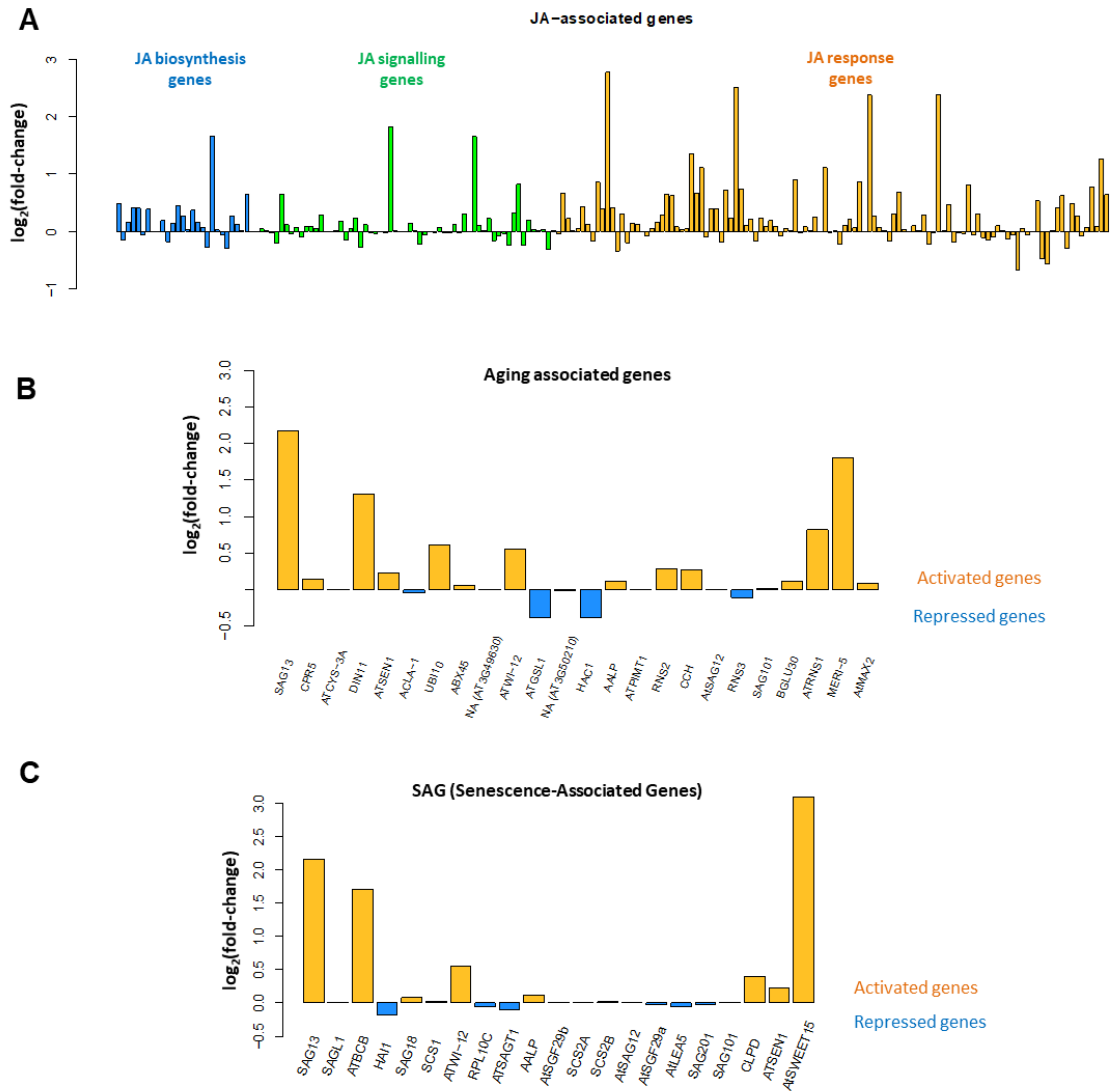 A
JA−associated genes
JA biosynthesis
genes
JA signalling
genes
JA response
genes
log2(fold-change)
3
2
1
0
−1
B
Aging associated genes
log2(fold-change)
3.0
2.5
2.0
1.5
1.0
0.5
−0.5
SAG13
CPR5
ATCYS−3A
DIN11
ATSEN1
ACLA−1
UBI10
ABX45
NA (AT3G49630)
ATWI−12
ATGSL1
NA (AT3G50210)
HAC1
AALP
ATPIMT1
RNS2
CCH
AtSAG12
RNS3
SAG101
BGLU30
ATRNS1
MERI−5
AtMAX2
Activated genes
Repressed genes
C
SAG (Senescence-Associated Genes)
log2(fold-change)
3.0
2.5
2.0
1.5
1.0
0.5
0.0
−0.5
SAG13
SAGL1
ATBCB
HAI1
SAG18
SCS1
ATWI−12
RPL10C
ATSAGT1
AALP
AtSGF29b
SCS2A
SCS2B
AtSAG12
AtSGF29a
AtLEA5
SAG201
SAG101
CLPD
ATSEN1
AtSWEET15
Activated genes
Repressed genes